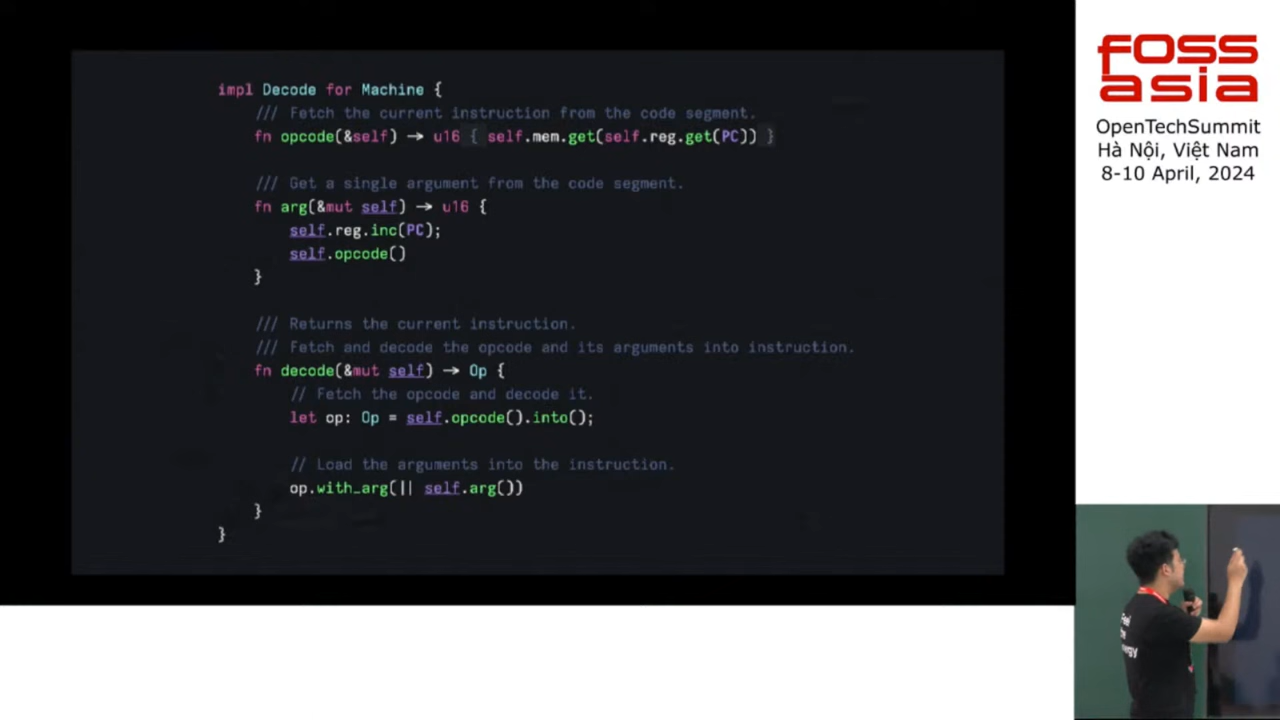 impl Decode for Machine {
/// Fetch the current instruction from the code segment.
fn opcode(&self) → u16 { self.mem.get(self.reg.get(PC)) }
/// Get a single argument from the code segment.
fn arg(&mut self) → u16 {
self.reg.inc(PC);
self.opcode()
}
/// Returns the current instruction.
/// Fetch and decode the opcode and its arguments into instruction.
fn decode(&mut self) → Op {
// Fetch the opcode and decode it.
let op: Op = self.opcode().into();
// Load the arguments into the instruction.
op.with_arg(|| self.arg())
}
}
FOSS
asia
OpenTechSummit
Hà Nội, Việt Nam
8-10 April, 2024